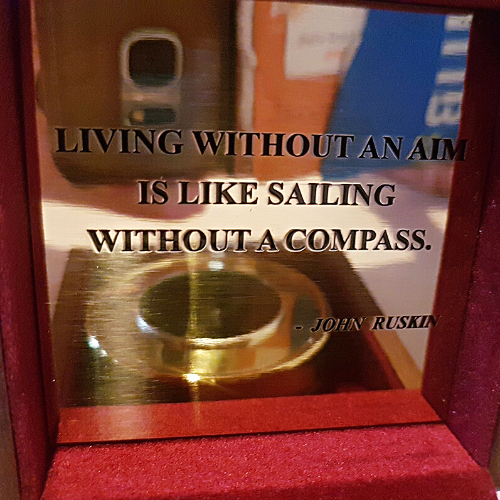 LIVING WITHOUT AN AIM
IS LIKE SAILING
WITHOUT A COMPASS.
- JOHN RUSKIN